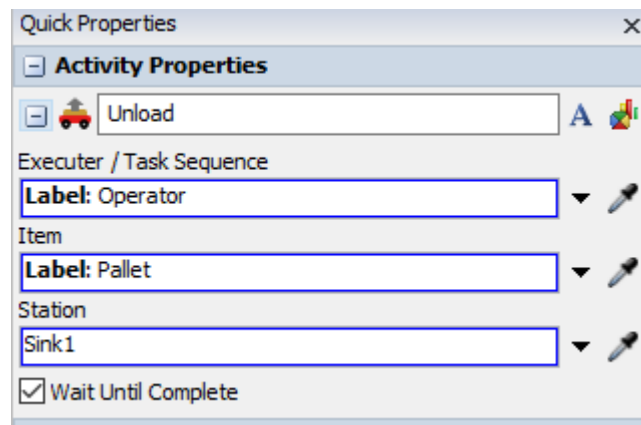 Quick Properties
Activity Properties
Unload
Executer / Task Sequence
Label: Operator
Item
Label: Pallet
Station
Sink1
Wait Until Complete